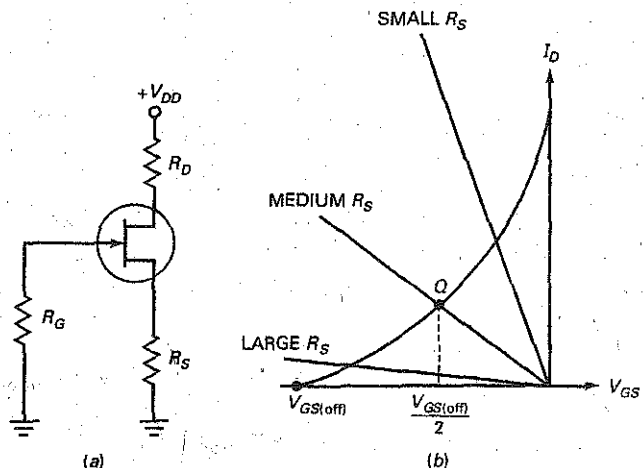 +V_DD
R_D
R_G
R_S
(a)
SMALL R_S
I_D
MEDIUM R_S
Q
LARGE R_S
V_GS(off)
V_GS(off)
2
V_GS
(b)